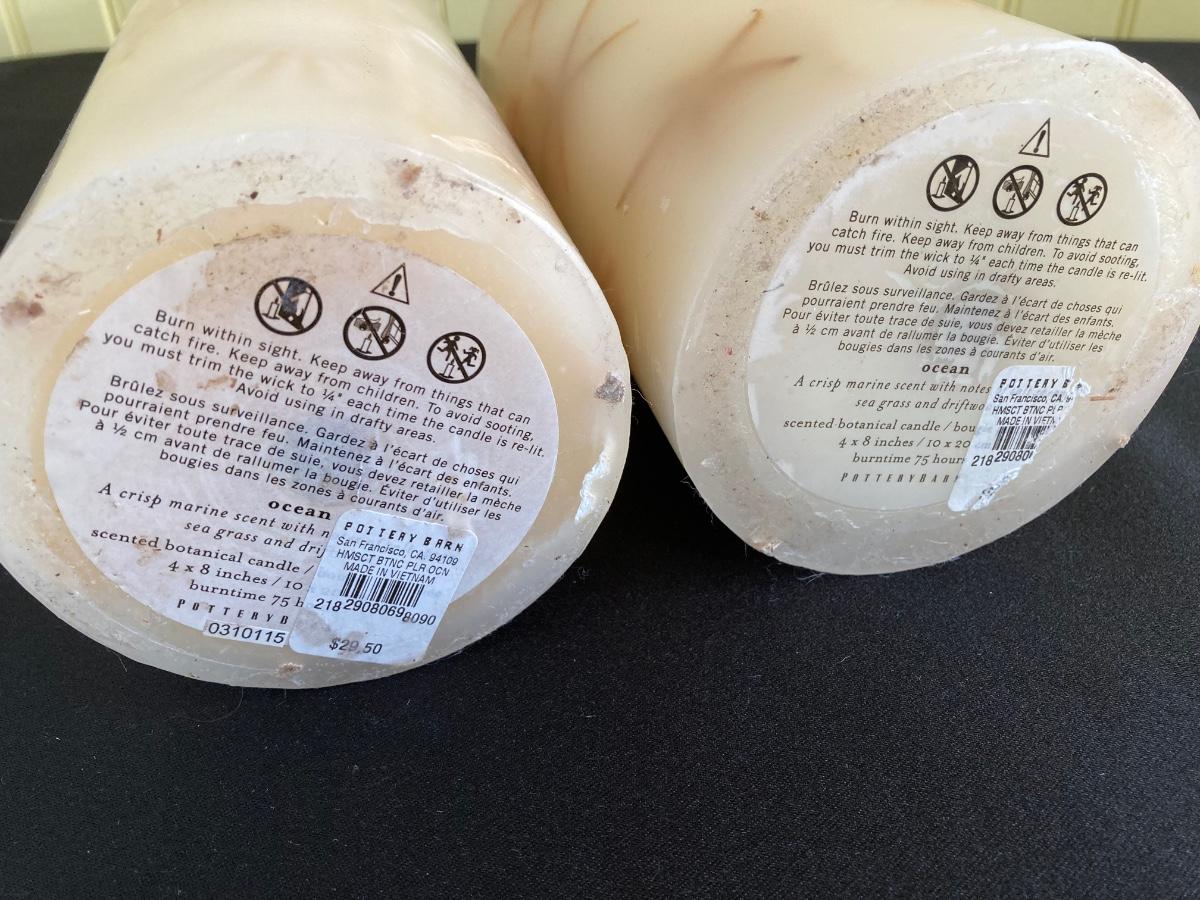 Burn within sight. Keep away from things that can
catch fire. Keep away from children. To avoid sooting,
you must trim the wick to ¼" each time the candle is re-lit.
Avoid using in drafty areas.
Brûlez sous surveillance. Gardez à l'écart de choses qui
pourraient prendre feu. Maintenez à l'écart des enfants.
Pour éviter toute trace de suie, vous devez retailler la mèche
à ½ cm avant de rallumer la bougie. Éviter d'utiliser les
bougies dans les zones à courants d'air.
ocean
A crisp marine scent with
sea grass and
scented botanical candle /
4 x 8 inches / 10
burntime 75
POTTERY B
0310115
POTTERY BARN
San Francisco, CA. 94109
HMSCT BTNC PLR OCN
MADE IN VIETNAM
218 29080698090
$29.50
Burn within sight. Keep away from things that can
catch fire. Keep away from children. To avoid sooting,
you must trim the wick to ¼" each time the candle is re-lit.
Avoid using in drafty areas.
Brûlez sous surveillance. Gardez à l'écart de choses qui
pourraient prendre feu. Maintenez à l'écart des enfants.
Pour éviter toute trace de suie, vous devez retailler la mèche
à ½ cm avant de rallumer la bougie. Éviter d'utiliser les
bougies dans les zones à courants d'air.
ocean
A crisp marine scent with notes
sea grass and
scented botanical candle /
4 x 8 inches / 10 x 20
burntime 75
POTTERY BARN
POTTERY B
San Francisco, CA.
HMSCT BTNC PLR
MADE IN
218 29080